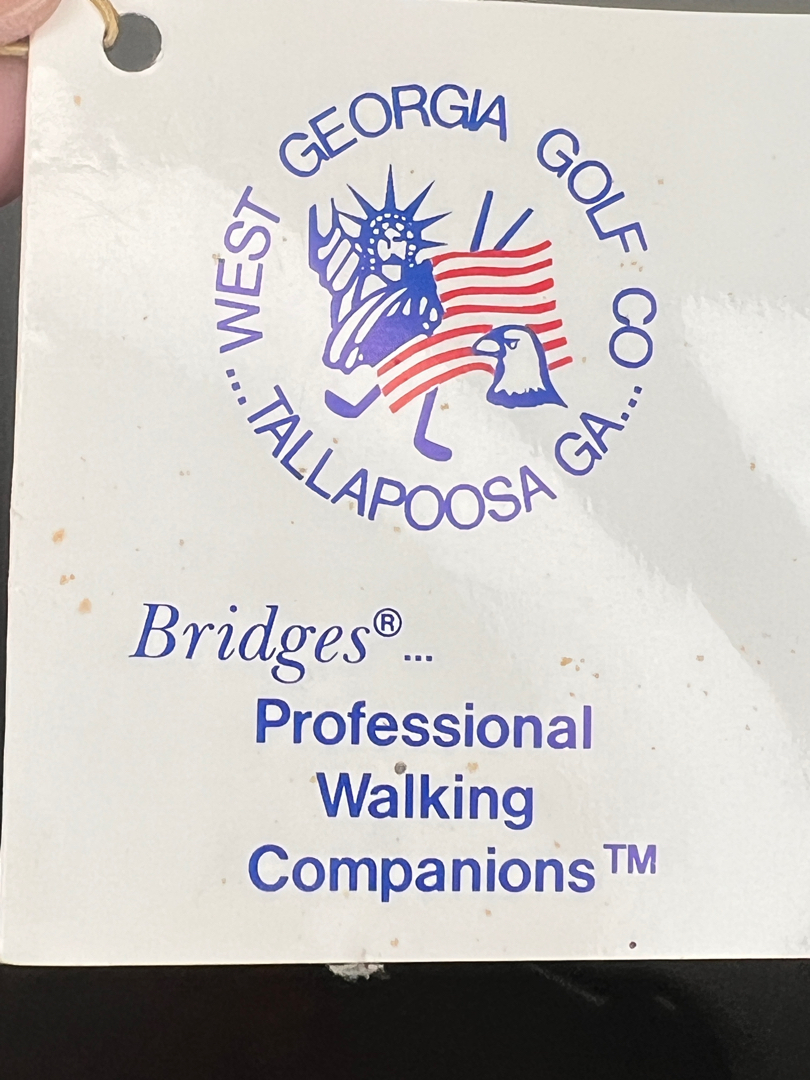 ...WEST GEORGIA GOLF CO...
TALLAPOOSA GA
Bridges®...
Professional
Walking
Companions™